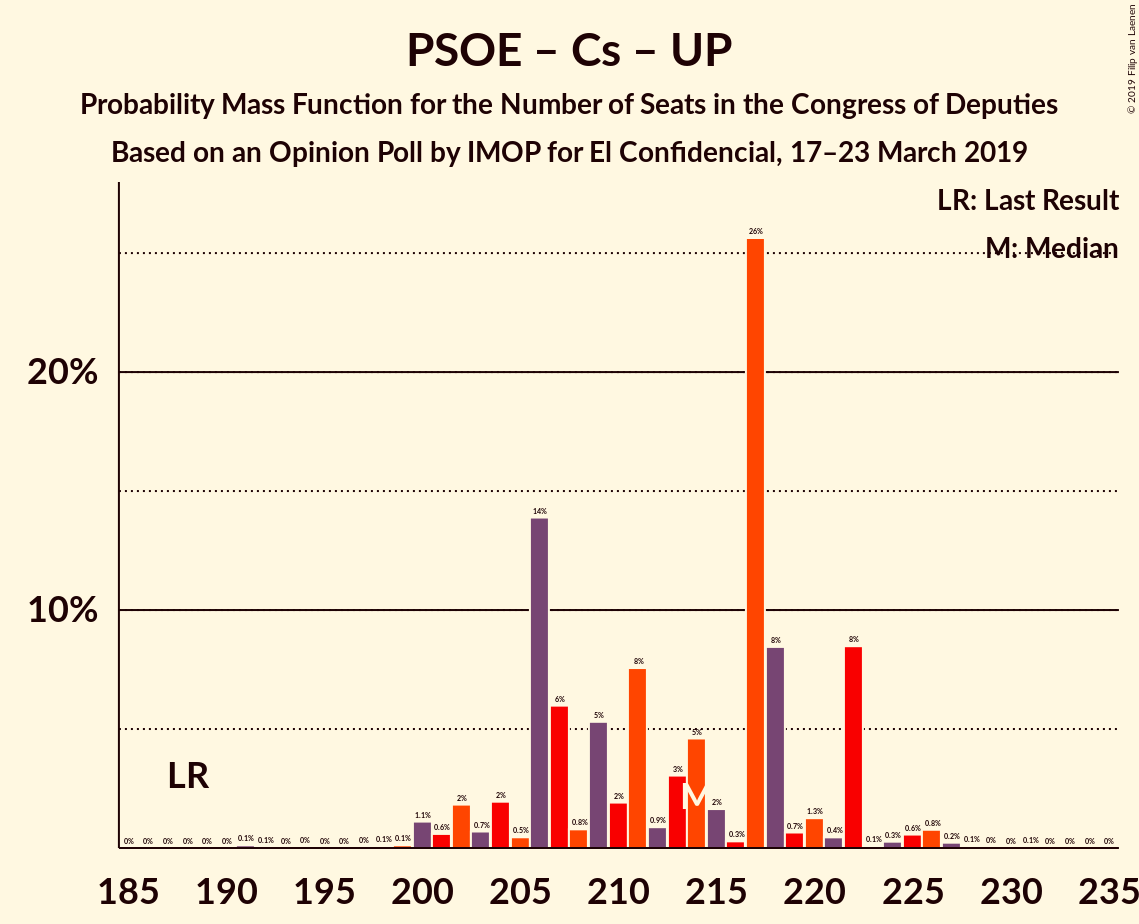 PSOE – Cs – UP
Probability Mass Function for the Number of Seats in the Congress of Deputies
Based on an Opinion Poll by IMOP for El Confidencial, 17–23 March 2019
© 2019 Filip van Laenen
LR: Last Result
M: Median
20%
10%
LR
M
0% 0% 0% 0% 0% 0% 0.1% 0.1% 0% 0% 0% 0% 0% 0.1% 0.1% 1.1% 0.6% 2% 0.7% 2% 0.5% 14% 6% 0.8% 5% 2% 8% 0.9% 3% 5% 2% 0.3% 26% 8% 0.7% 1.3% 0.4% 8% 0.1% 0.3% 0.6% 0.8% 0.2% 0.1% 0% 0% 0.1% 0% 0% 0% 0%
185 190 195 200 205 210 215 220 225 230 235